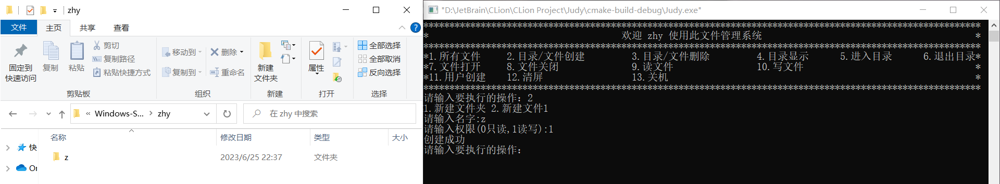 zhy
文件 主页 共享 查看
固定到
快速访问
复制
粘贴
剪切
复制路径
粘贴快捷方式
剪贴板
移动到
复制到
删除
重命名
组织
新建
文件夹
新建
属性
打开
全部选择
全部取消
反向选择
选择
« Windows-S... > zhy
在 zhy 中搜索
名称 修改日期 类型 大小
快
z 2023/6/25 22:37 文件夹
Or
"D:\JetBrain\CLion\CLion Project\Judy\cmake-build-debug\Judy.exe"
***********************************************************************************************************
* 欢迎 zhy 使用此文件管理系统 *
***********************************************************************************************************
*1.所有文件 2.目录/文件创建 3.目录/文件删除 4.目录显示 5.进入目录 6.退出目录*
*7.文件打开 8.文件关闭 9.读文件 10.写文件 *
*11.用户创建 12.清屏 13.关机 *
***********************************************************************************************************
请输入要执行的操作：2
1.新建文件夹 2.新建文件1
请输入名字:z
请输入权限(0只读,1读写):1
创建成功
请输入要执行的操作：